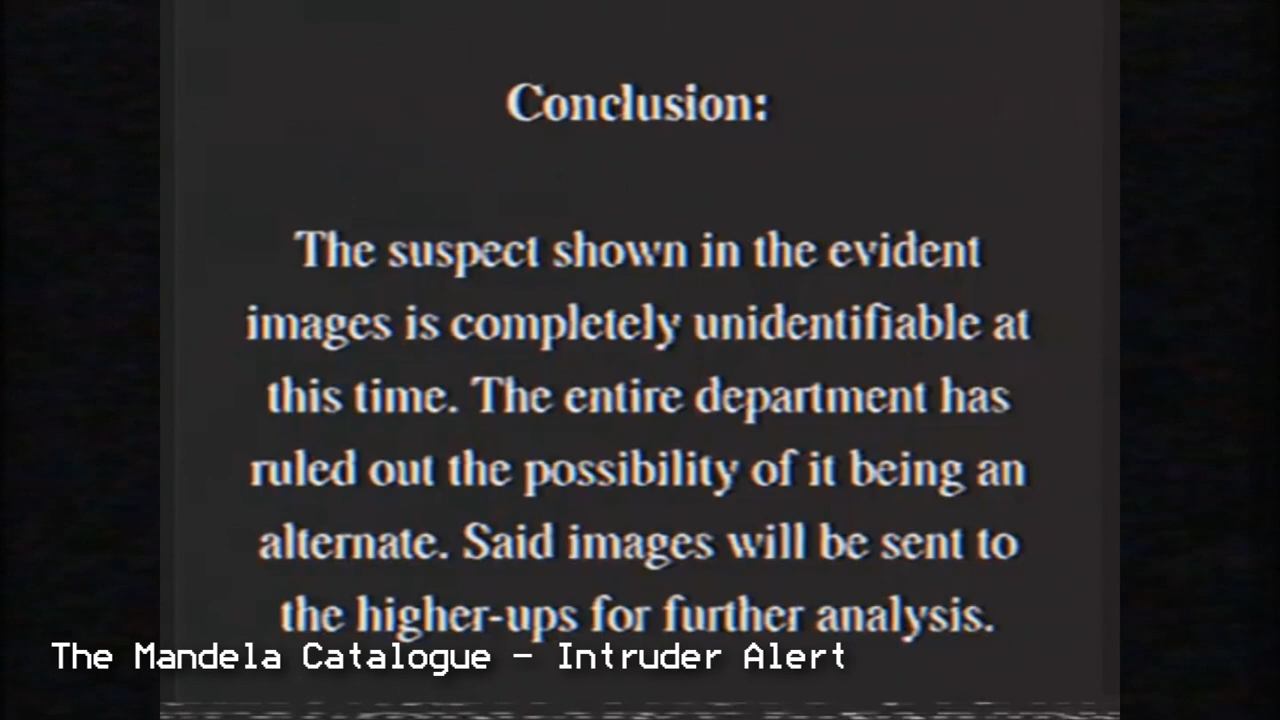 Conclusion:
The suspect shown in the evident
images is completely unidentifiable at
this time. The entire department has
ruled out the possibility of it being an
alternate. Said images will be sent to
the higher-ups for further analysis.
The Mandela Catalogue - Intruder Alert